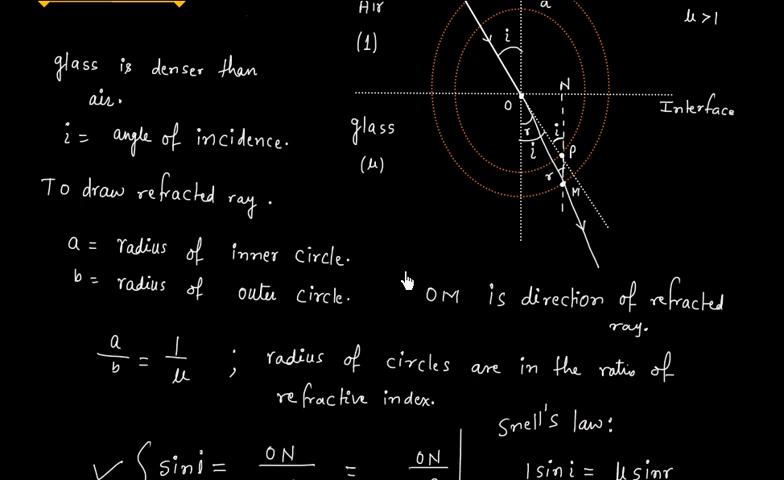 Air
a
μ>1
(1)
i
glass is denser than
air.
N
O
Interface
glass
r
i
i
P
(μ)
i = angle of incidence.
r
M
To draw refracted ray.
a = radius of inner circle.
b = radius of outer circle.
OM is direction of refracted
ray.
a/b = 1/μ ; radius of circles are in the ratio of
refractive index.
Snell's law:
✓ { sin i = ON = ON
1 sin i = μ sin r